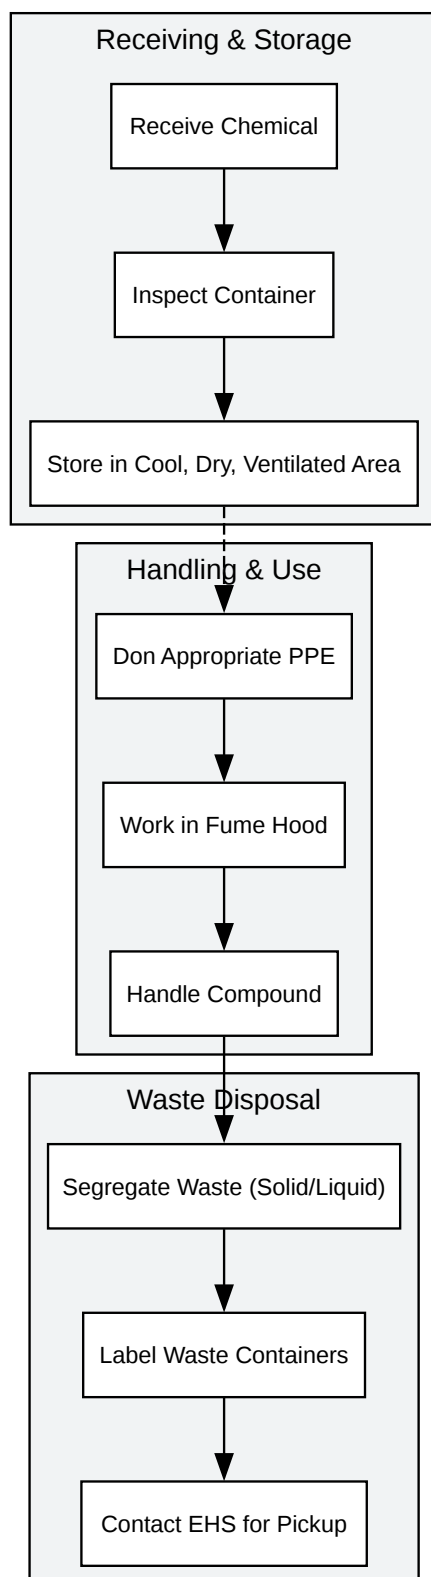 Receiving & Storage
Receive Chemical
Inspect Container
Store in Cool, Dry, Ventilated Area
Handling & Use
Don Appropriate PPE
Work in Fume Hood
Handle Compound
Waste Disposal
Segregate Waste (Solid/Liquid)
Label Waste Containers
Contact EHS for Pickup